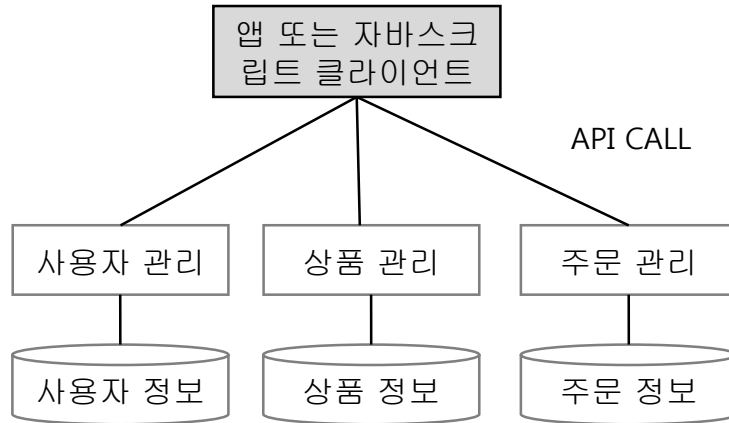 앱 또는 자바스크
립트 클라이언트
API CALL
사용자 관리
상품 관리
주문 관리
사용자 정보
상품 정보
주문 정보